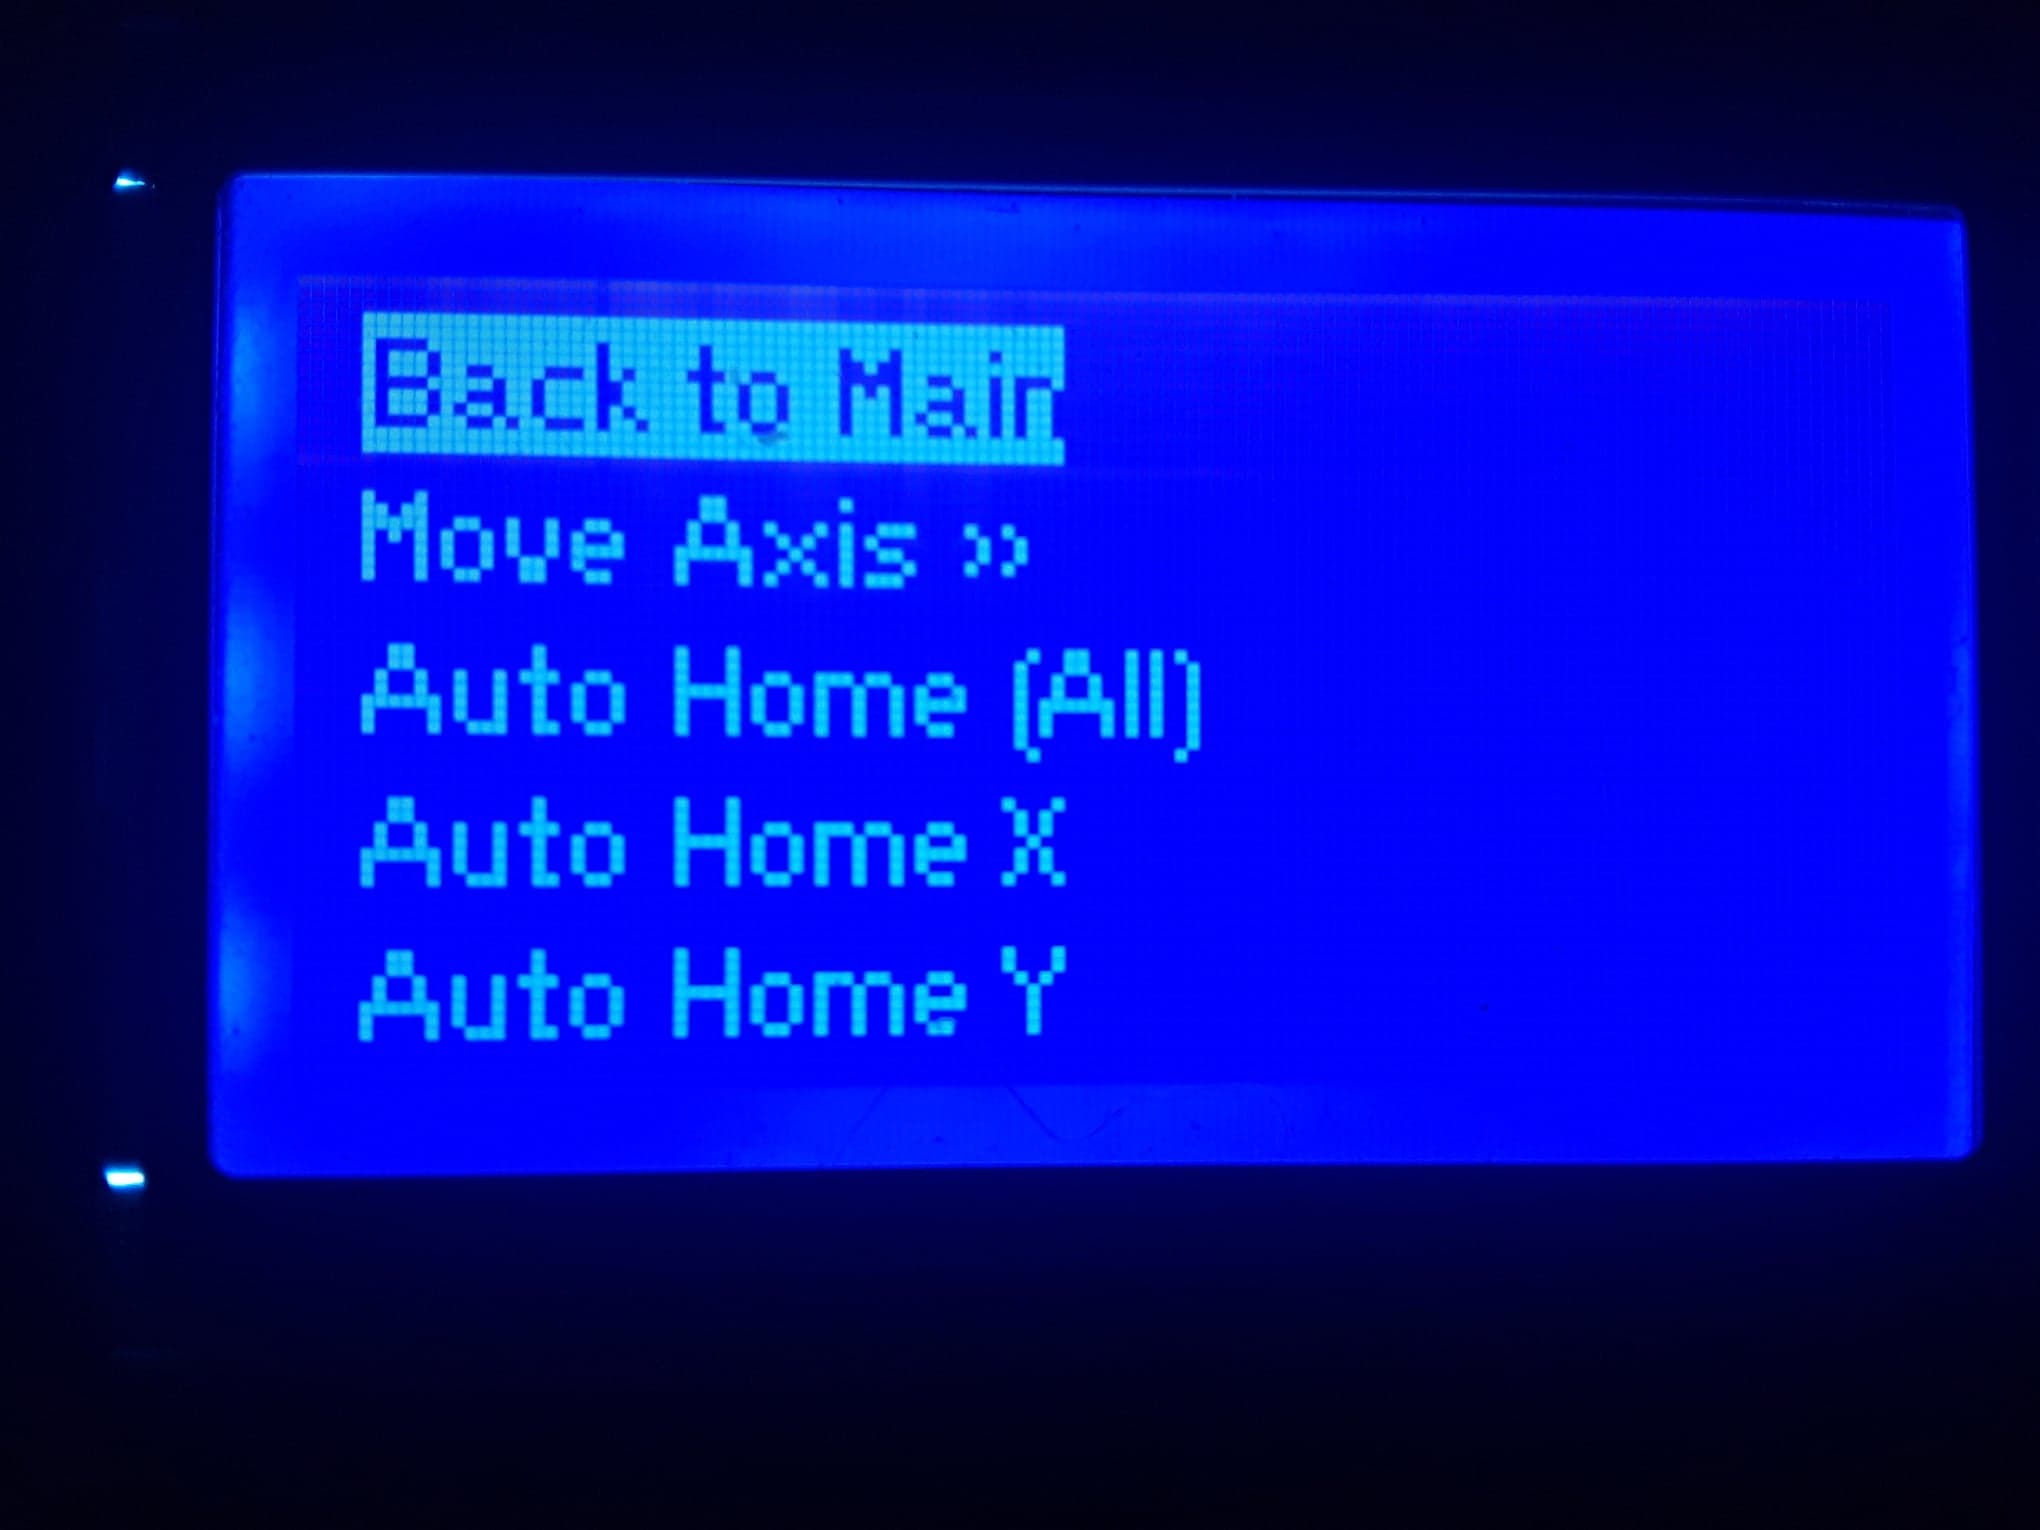 Back to Main
Move Axis »
Auto Home (All)
Auto Home X
Auto Home Y